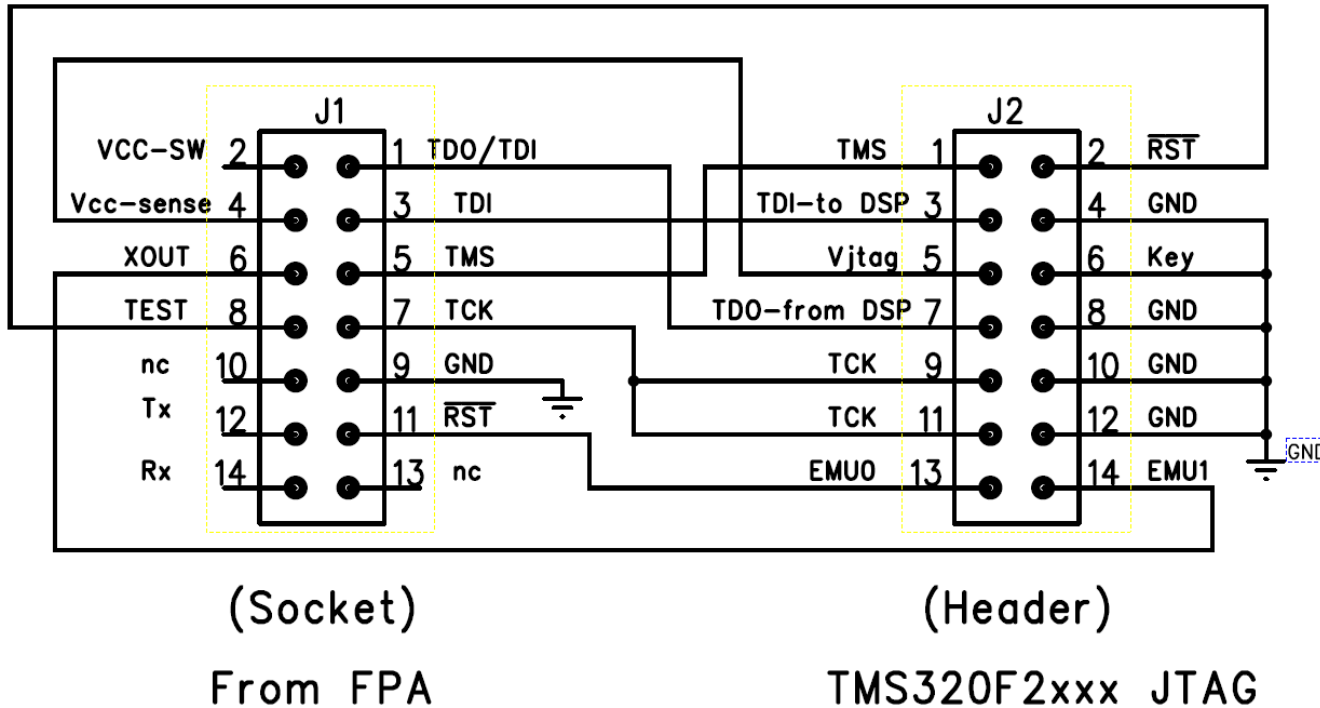 J1
J2
VCC-SW 2 1 TDO/TDI
TMS 1 2 RST
Vcc-sense 4 3 TDI
TDI-to DSP 3 4 GND
XOUT 6 5 TMS
Vjtag 5 6 Key
TEST 8 7 TCK
TDO-from DSP 7 8 GND
nc 10 9 GND
TCK 9 10 GND
Tx 12 11 RST
TCK 11 12 GND
GND
Rx 14 13 nc
EMU0 13 14 EMU1
(Socket)
(Header)
From FPA
TMS320F2xxx JTAG